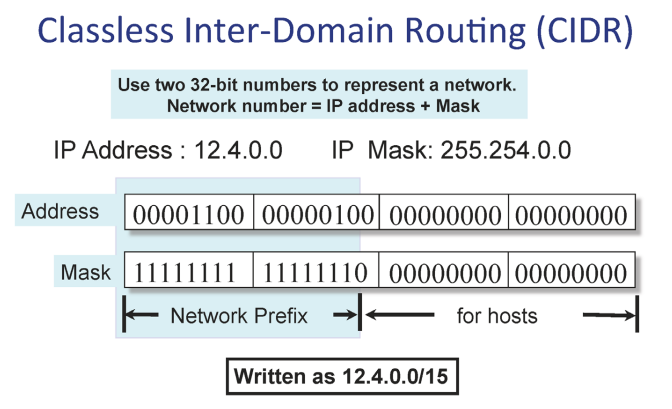 Classless Inter-Domain Routing (CIDR)
Use two 32-bit numbers to represent a network.
Network number = IP address + Mask
IP Address : 12.4.0.0 IP Mask: 255.254.0.0
Address 00001100 00000100 00000000 00000000
Mask 11111111 11111110 00000000 00000000
Network Prefix for hosts
Written as 12.4.0.0/15